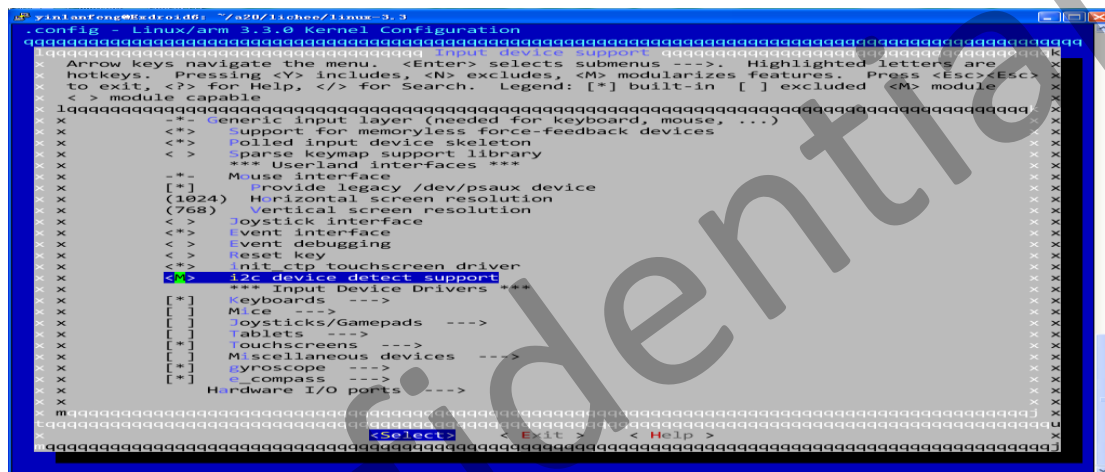 yinlanfeng@Exdroid6: ~/a20/lichee/linux-3.3
.config - Linux/arm 3.3.0 Kernel Configuration
Input device support
Arrow keys navigate the menu. <Enter> selects submenus --->. Highlighted letters are
hotkeys. Pressing <Y> includes, <N> excludes, <M> modularizes features. Press <Esc><Esc>
to exit, <?> for Help, </> for Search. Legend: [*] built-in [ ] excluded <M> module
< > module capable
-*- Generic input layer (needed for keyboard, mouse, ...)
<*> Support for memoryless force-feedback devices
<*> Polled input device skeleton
< > Sparse keymap support library
*** Userland interfaces ***
-*- Mouse interface
[*] Provide legacy /dev/psaux device
(1024) Horizontal screen resolution
(768) Vertical screen resolution
< > Joystick interface
<*> Event interface
< > Event debugging
< > Reset key
<*> init_ctp touchscreen driver
<M> i2c device detect support
*** Input Device Drivers ***
[*] Keyboards --->
[ ] Mice --->
[ ] Joysticks/Gamepads --->
[ ] Tablets --->
[*] Touchscreens --->
[ ] Miscellaneous devices --->
[*] gyroscope --->
[*] e_compass --->
Hardware I/O ports --->
<Select> < Exit > < Help >